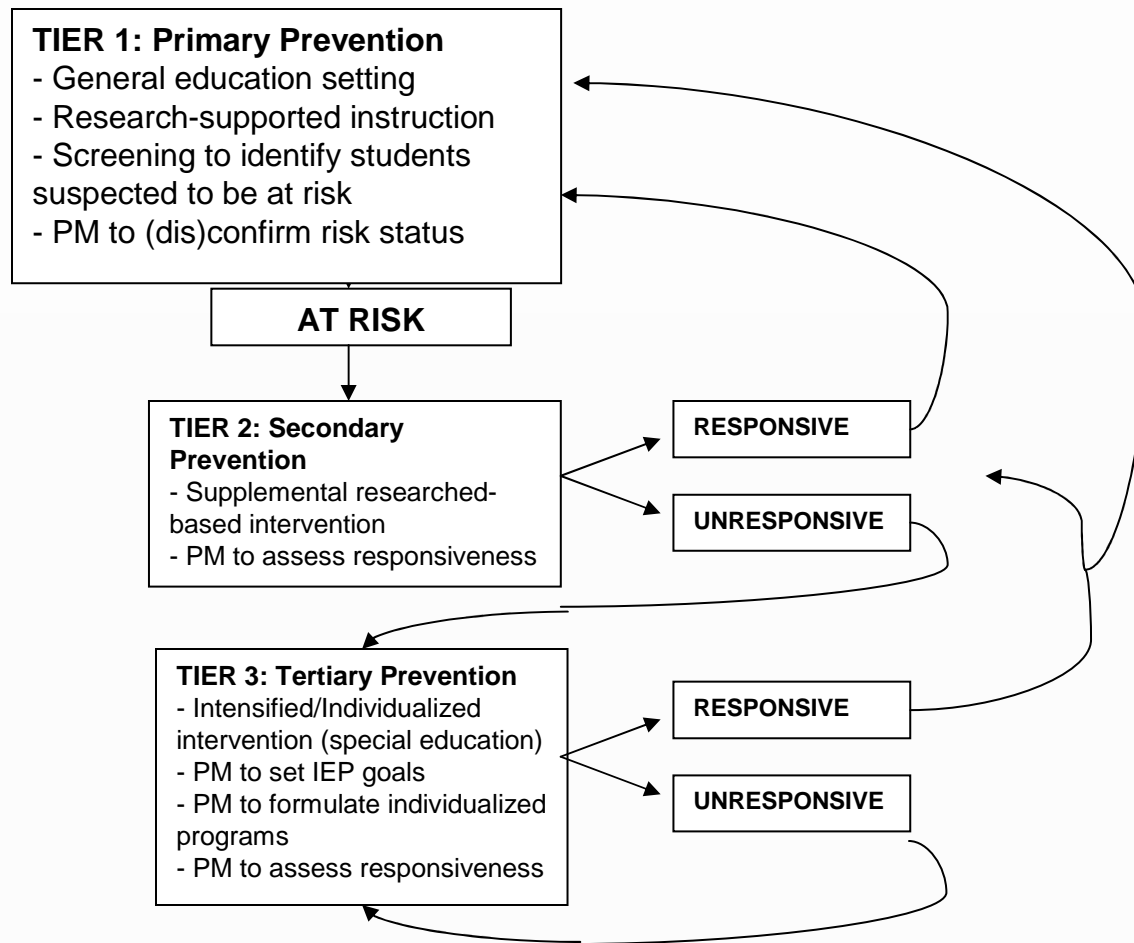 TIER 1: Primary Prevention
- General education setting
- Research-supported instruction
- Screening to identify students
suspected to be at risk
- PM to (dis)confirm risk status
AT RISK
TIER 2: Secondary
Prevention
- Supplemental researched-
based intervention
- PM to assess responsiveness
RESPONSIVE
UNRESPONSIVE
TIER 3: Tertiary Prevention
- Intensified/Individualized
intervention (special education)
- PM to set IEP goals
- PM to formulate individualized
programs
- PM to assess responsiveness
RESPONSIVE
UNRESPONSIVE